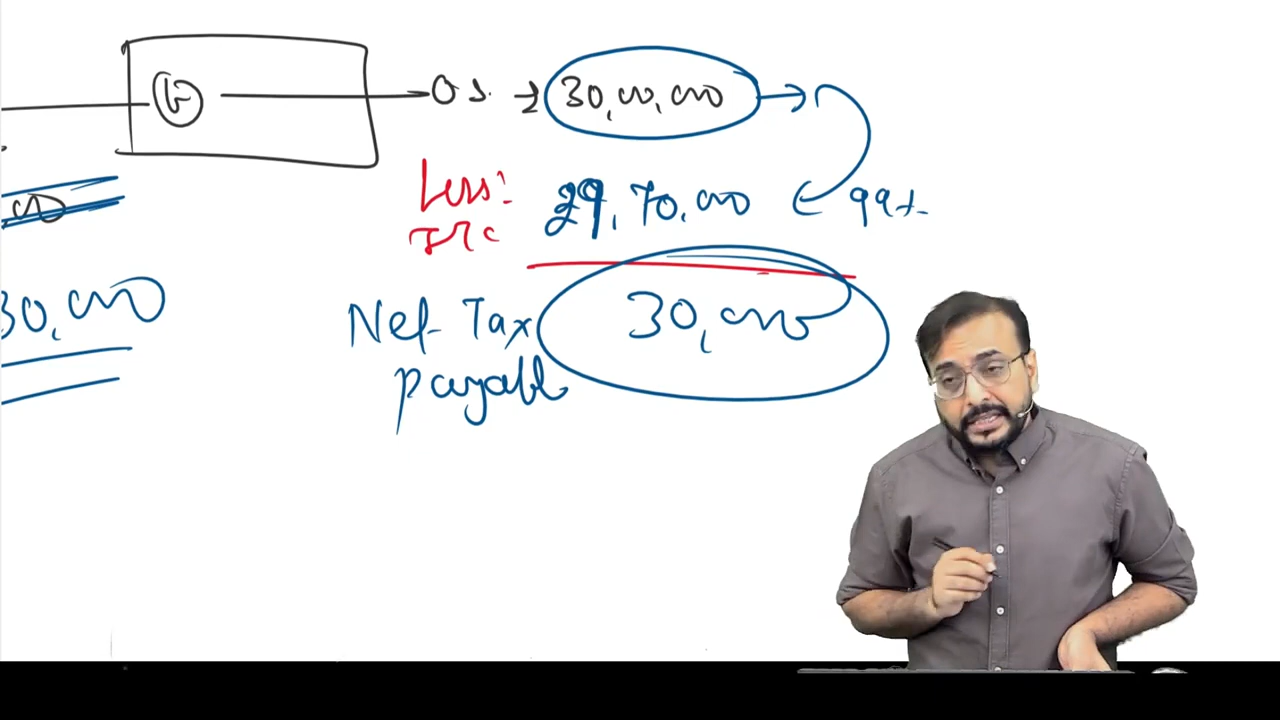 O.S. → 30,00,000
Less: 29,70,000 ← 99%
ITC
30,000
Net Tax 30,000
payable